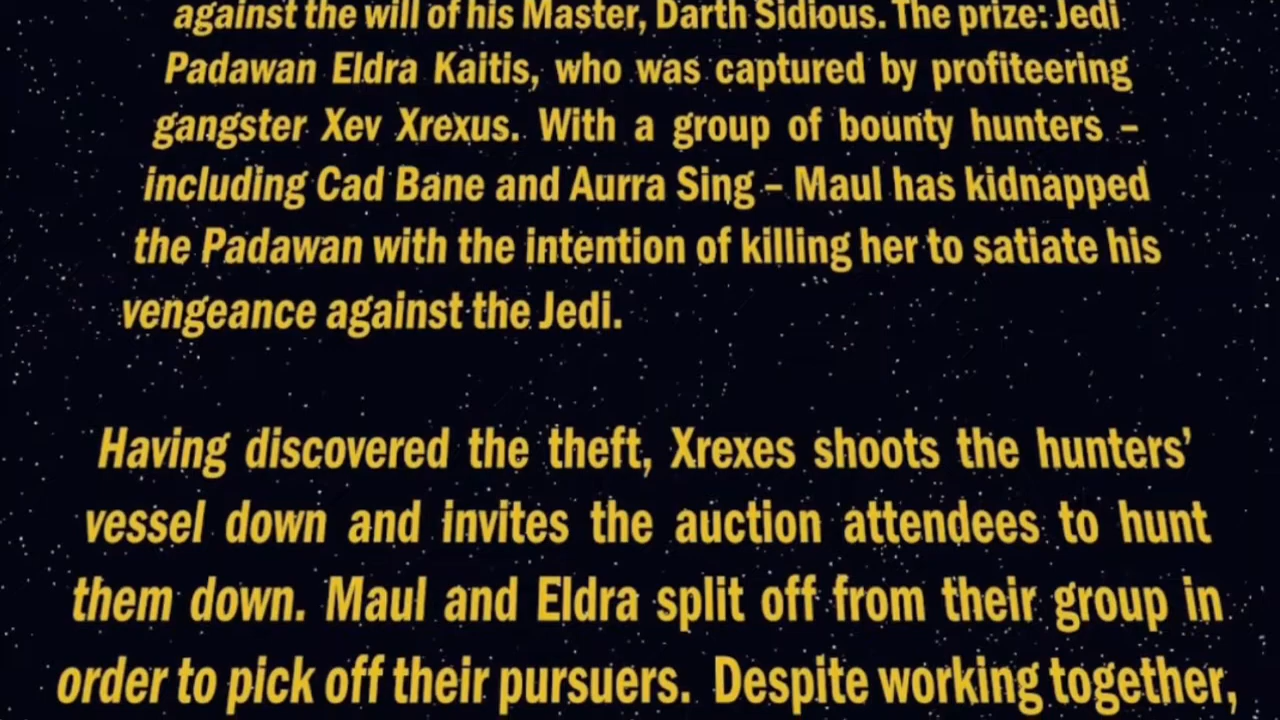 against the will of his Master, Darth Sidious. The prize: Jedi
Padawan Eldra Kaitis, who was captured by profiteering
gangster Xev Xrexus. With a group of bounty hunters –
including Cad Bane and Aurra Sing – Maul has kidnapped
the Padawan with the intention of killing her to satiate his
vengeance against the Jedi.
Having discovered the theft, Xrexes shoots the hunters’
vessel down and invites the auction attendees to hunt
them down. Maul and Eldra split off from their group in
order to pick off their pursuers. Despite working together,